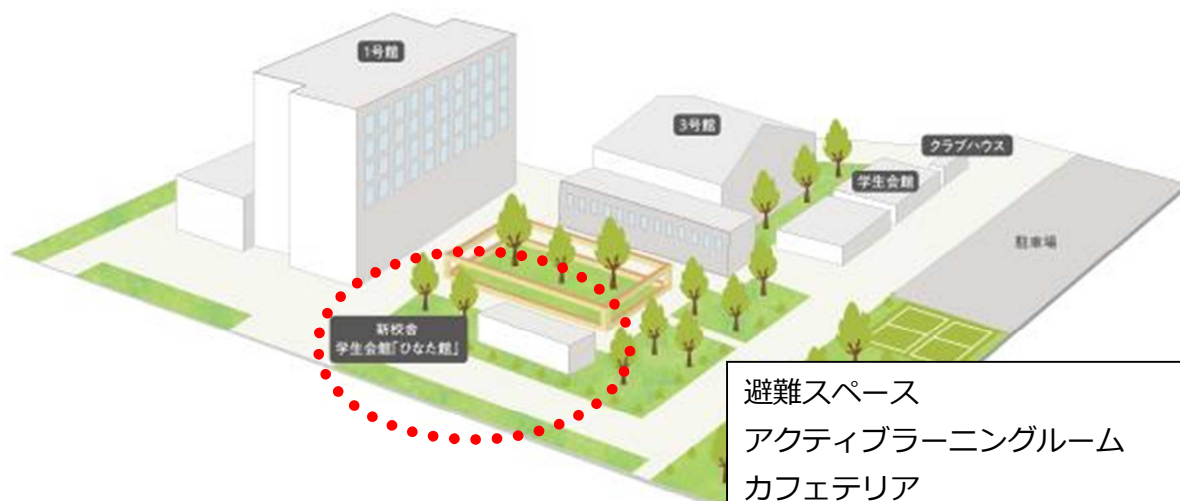 1号館
3号館
クラブハウス
学生会館
駐車場
新校舎
学生会館「ひなた館」
避難スペース
アクティブラーニングルーム
カフェテリア